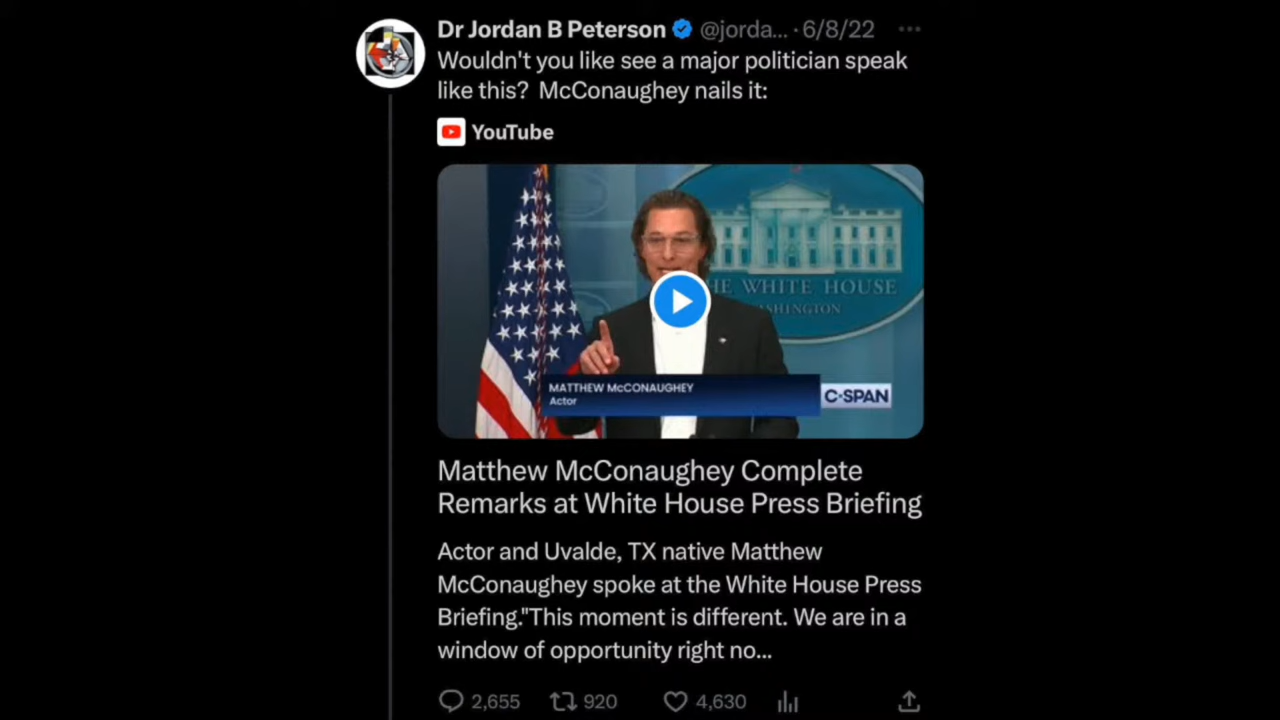 Dr Jordan B Peterson @jorda... · 6/8/22
Wouldn't you like see a major politician speak
like this? McConaughey nails it:
YouTube
THE WHITE HOUSE
WASHINGTON
MATTHEW McCONAUGHEY
Actor
C-SPAN
Matthew McConaughey Complete
Remarks at White House Press Briefing
Actor and Uvalde, TX native Matthew
McConaughey spoke at the White House Press
Briefing."This moment is different. We are in a
window of opportunity right no...
2,655 920 4,630